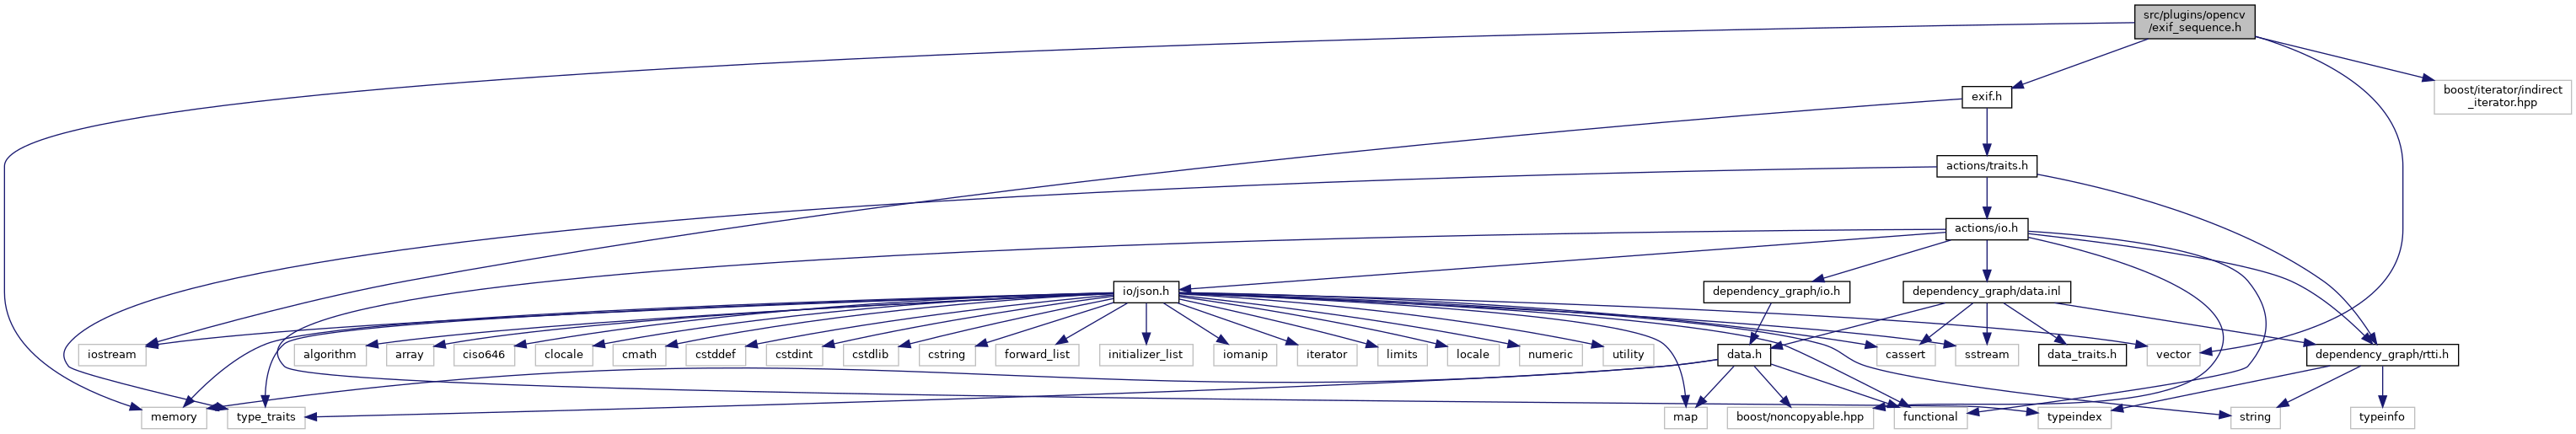 src/plugins/opencv
/exif_sequence.h
exif.h
boost/iterator/indirect
_iterator.hpp
actions/traits.h
actions/io.h
io/json.h
dependency_graph/io.h
dependency_graph/data.inl
iostream
algorithm
array
ciso646
clocale
cmath
cstddef
cstdint
cstdlib
cstring
forward_list
initializer_list
iomanip
iterator
limits
locale
numeric
utility
data.h
cassert
sstream
data_traits.h
vector
dependency_graph/rtti.h
memory
type_traits
map
boost/noncopyable.hpp
functional
typeindex
string
typeinfo